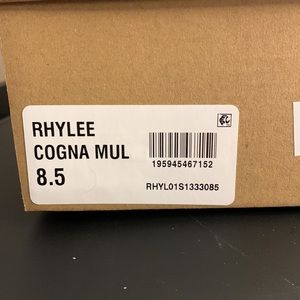 RHYLEE
COGNA MUL
8.5
195945467152
RHYL01S1333085